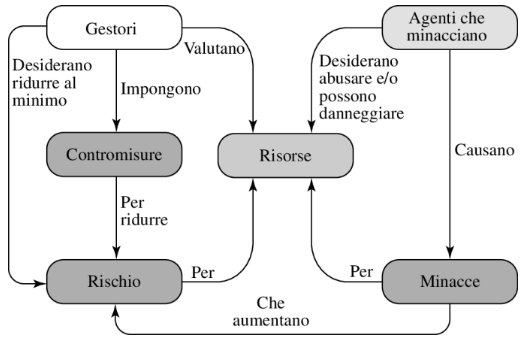 Gestori
Agenti che
minacciano
Valutano
Desiderano
ridurre al
minimo
Impongono
Desiderano
abusare e/o
possono
danneggiare
Contromisure
Risorse
Causano
Per
ridurre
Rischio
Per
Per
Minacce
Che
aumentano